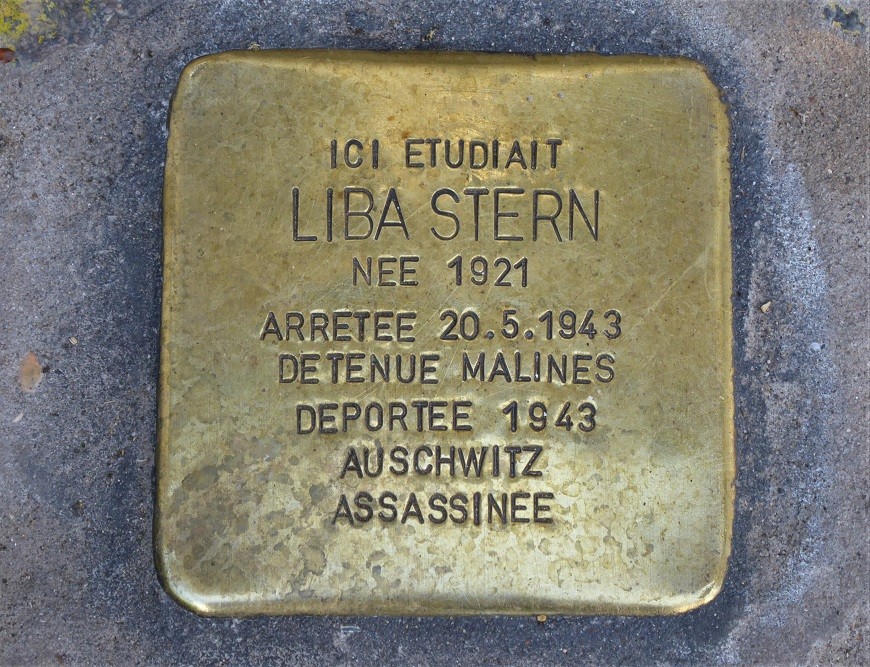 ICI ETUDIAIT
LIBA STERN
NEE 1921
ARRETEE 20.5.1943
DETENUE MALINES
DEPORTEE 1943
AUSCHWITZ
ASSASSINEE